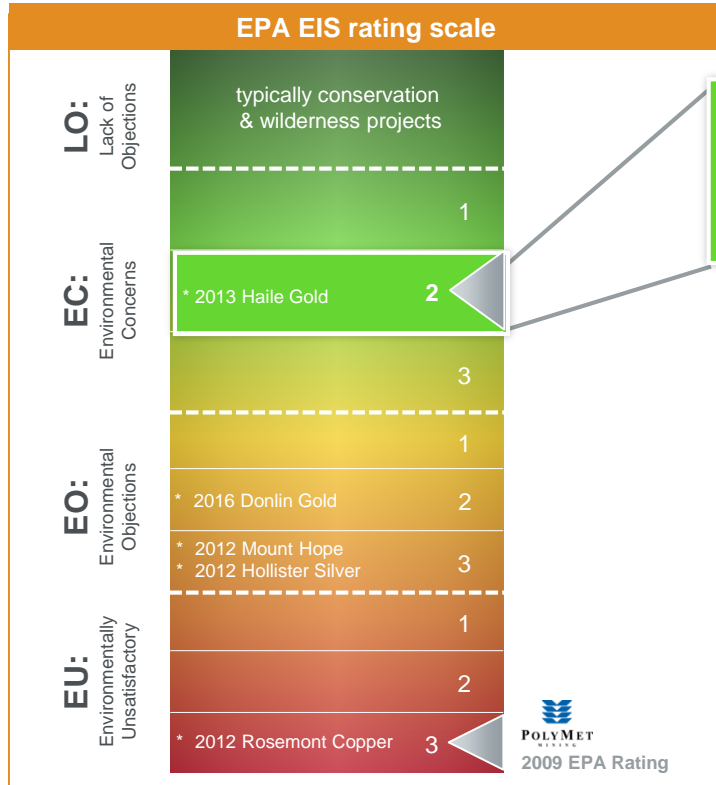 EPA EIS rating scale
LO:
Lack of
Objections
typically conservation
& wilderness projects
EC:
Environmental
Concerns
1
* 2013 Haile Gold 2
3
EO:
Environmental
Objections
1
* 2016 Donlin Gold 2
* 2012 Mount Hope
* 2012 Hollister Silver
3
EU:
Environmentally
Unsatisfactory
1
2
* 2012 Rosemont Copper 3
POLYMET
MINING
2009 EPA Rating